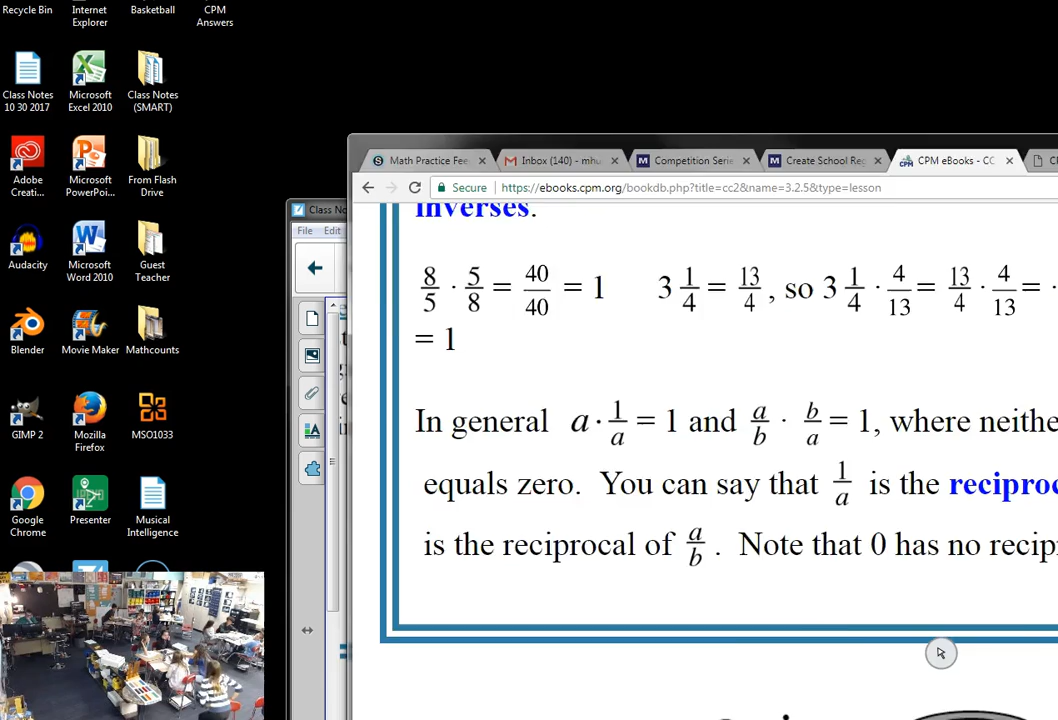 Recycle Bin
Internet Explorer
Basketball
CPM Answers
Class Notes 10 30 2017
Microsoft Excel 2010
Class Notes (SMART)
Adobe Creati...
Microsoft PowerPoi...
From Flash Drive
Audacity
Microsoft Word 2010
Guest Teacher
Blender
Movie Maker
Mathcounts
GIMP 2
Mozilla Firefox
MSO1033
Google Chrome
Presenter
Musical Intelligence
Class No
File Edit
Math Practice Fee
Inbox (140) - mhu
Competition Serie
Create School Reg
CPM eBooks - CC
Secure https://ebooks.cpm.org/bookdb.php?title=cc2&name=3.2.5&type=lesson
inverses.
8/5 · 5/8 = 40/40 = 1 3 1/4 = 13/4 , so 3 1/4 · 4/13 = 13/4 · 4/13 = ·
= 1
In general a · 1/a = 1 and a/b · b/a = 1, where neithe
equals zero. You can say that 1/a is the reciproc
is the reciprocal of a/b . Note that 0 has no recip